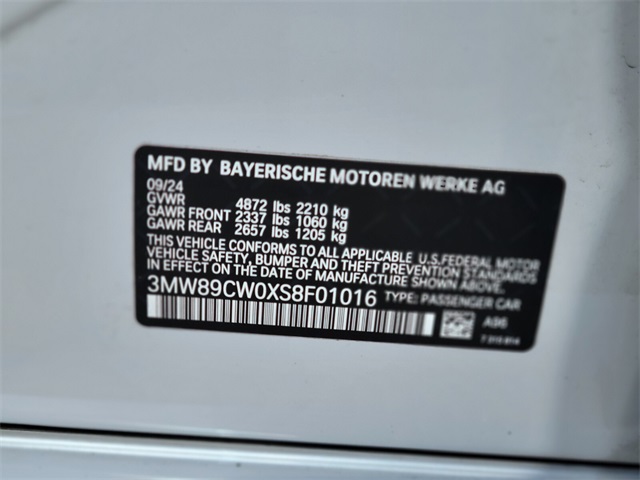 MFD BY BAYERISCHE MOTOREN WERKE AG
09/24
GVWR 4872 lbs 2210 kg
GAWR FRONT 2337 lbs 1060 kg
GAWR REAR 2657 lbs 1205 kg
THIS VEHICLE CONFORMS TO ALL APPLICABLE U.S.FEDERAL MOTOR
VEHICLE SAFETY, BUMPER AND THEFT PREVENTION STANDARDS
IN EFFECT ON THE DATE OF MANUFACTURE SHOWN ABOVE.
3MW89CW0XS8F01016 TYPE: PASSENGER CAR
A96